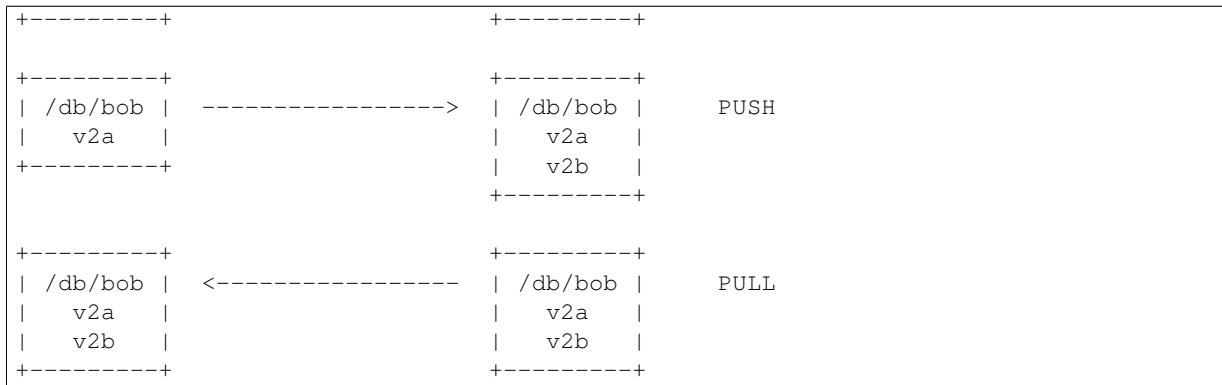 +---------+                      +---------+
+---------+                      +---------+
| /db/bob |  ----------------->  | /db/bob |     PUSH
|   v2a   |                      |   v2a   |
+---------+                      |   v2b   |
                                 +---------+
+---------+                      +---------+
| /db/bob |  <-----------------  | /db/bob |     PULL
|   v2a   |                      |   v2a   |
|   v2b   |                      |   v2b   |
+---------+                      +---------+